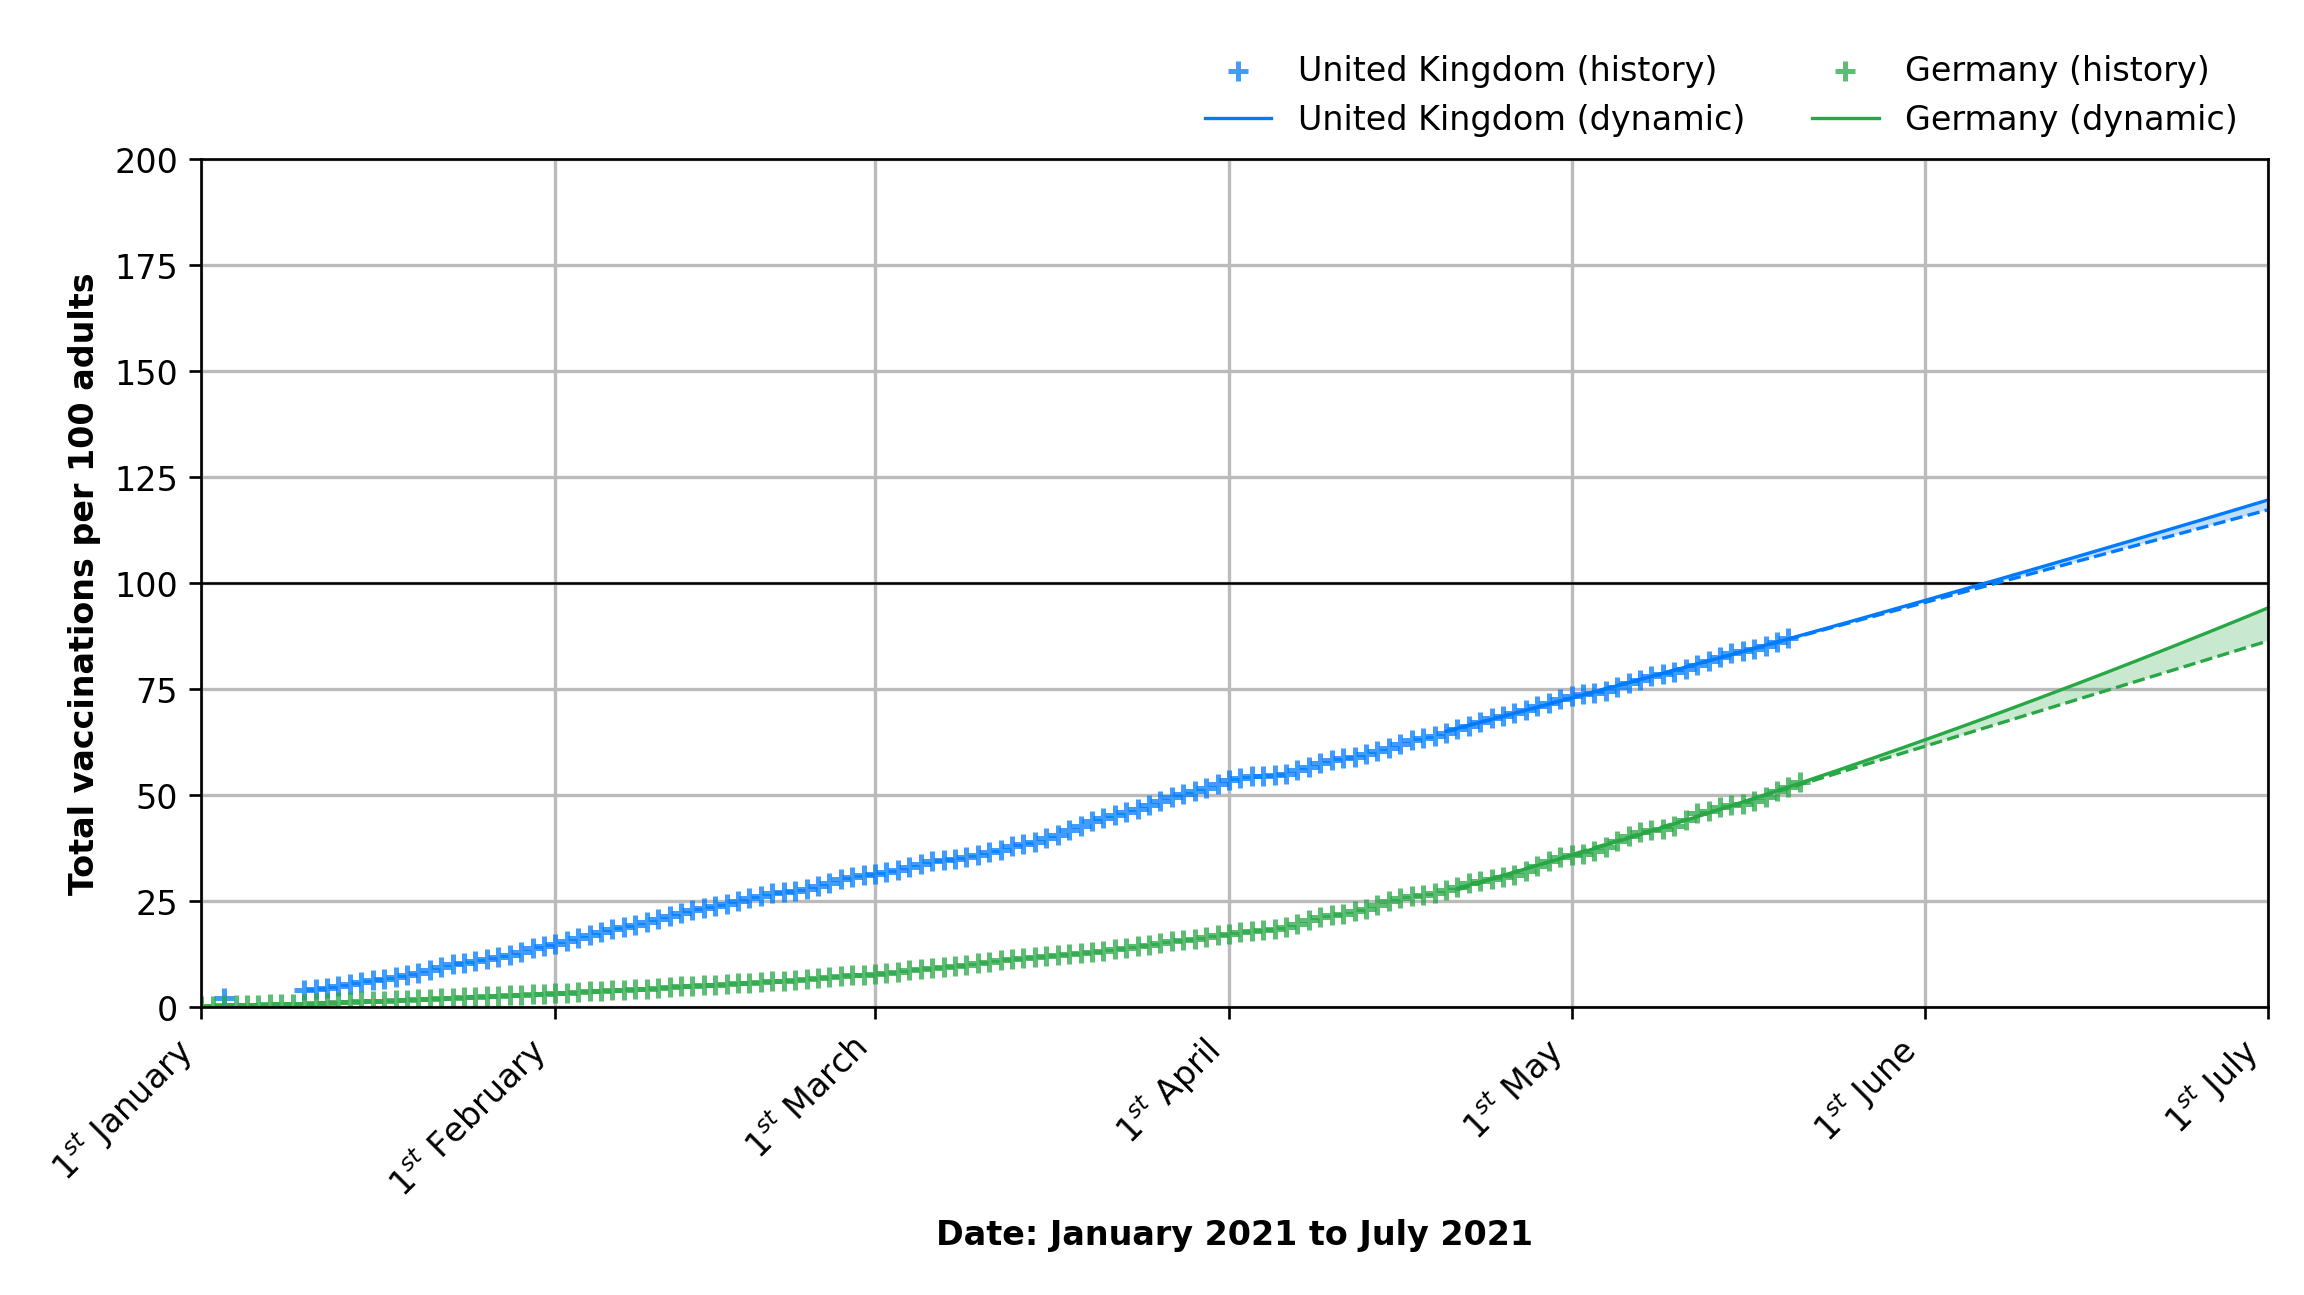 United Kingdom (history)
Germany (history)
United Kingdom (dynamic)
Germany (dynamic)
200
175
150
125
100
75
50
25
0
Total vaccinations per 100 adults
1st January
1st February
1st March
1st April
1st May
1st June
1st July
Date: January 2021 to July 2021